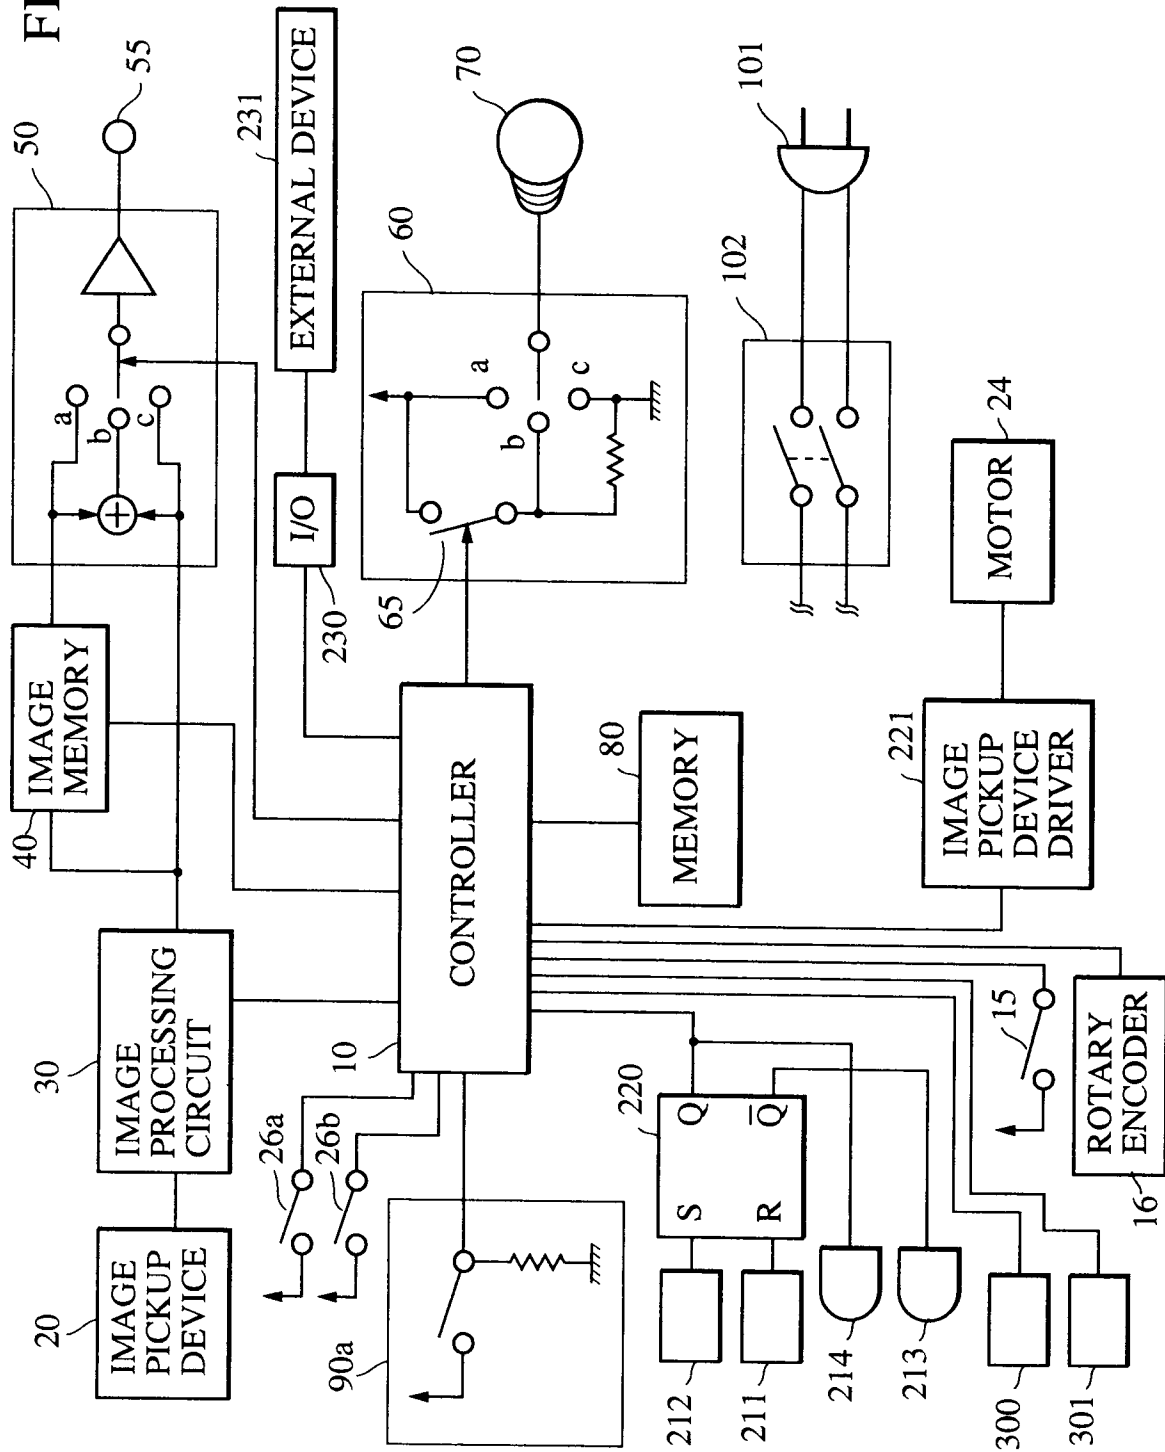 FI
20
IMAGE
PICKUP
DEVICE
30
IMAGE
PROCESSING
CIRCUIT
40
IMAGE
MEMORY
50
a
b
c
55
26a
26b
10
CONTROLLER
230
I/O
231
EXTERNAL DEVICE
90a
65
60
a
b
c
70
80
MEMORY
102
101
212
211
S
R
Q
Q̅
220
214
213
221
IMAGE
PICKUP
DEVICE
DRIVER
MOTOR
24
300
301
15
16
ROTARY
ENCODER